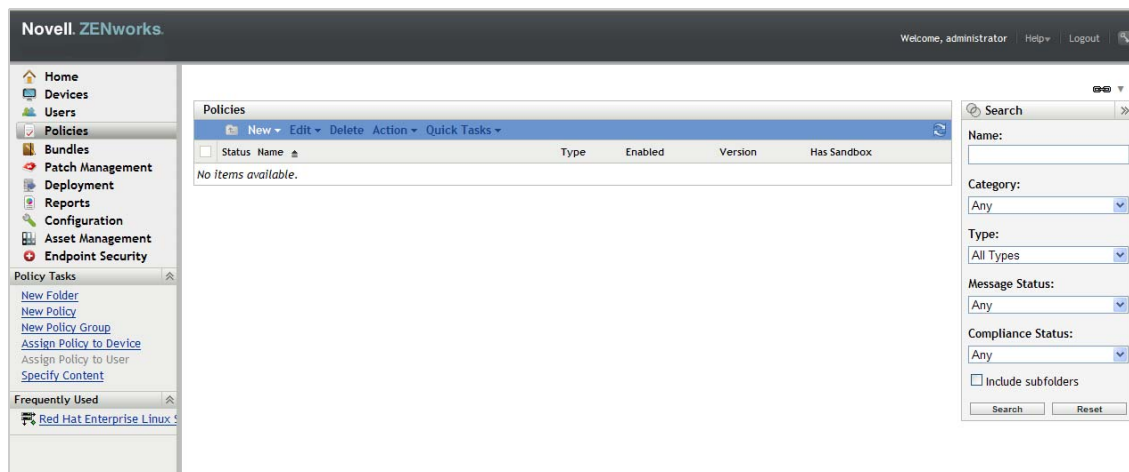 Novell ZENworks
Welcome, administrator Help Logout
Home
Devices
Users
Policies
Bundles
Patch Management
Deployment
Reports
Configuration
Asset Management
Endpoint Security
Policy Tasks
New Folder
New Policy
New Policy Group
Assign Policy to Device
Assign Policy to User
Specify Content
Frequently Used
Red Hat Enterprise Linux
Policies
New Edit Delete Action Quick Tasks
Status Name Type Enabled Version Has Sandbox
No items available.
Search
Name:
Category:
Any
Type:
All Types
Message Status:
Any
Compliance Status:
Any
Include subfolders
Search Reset